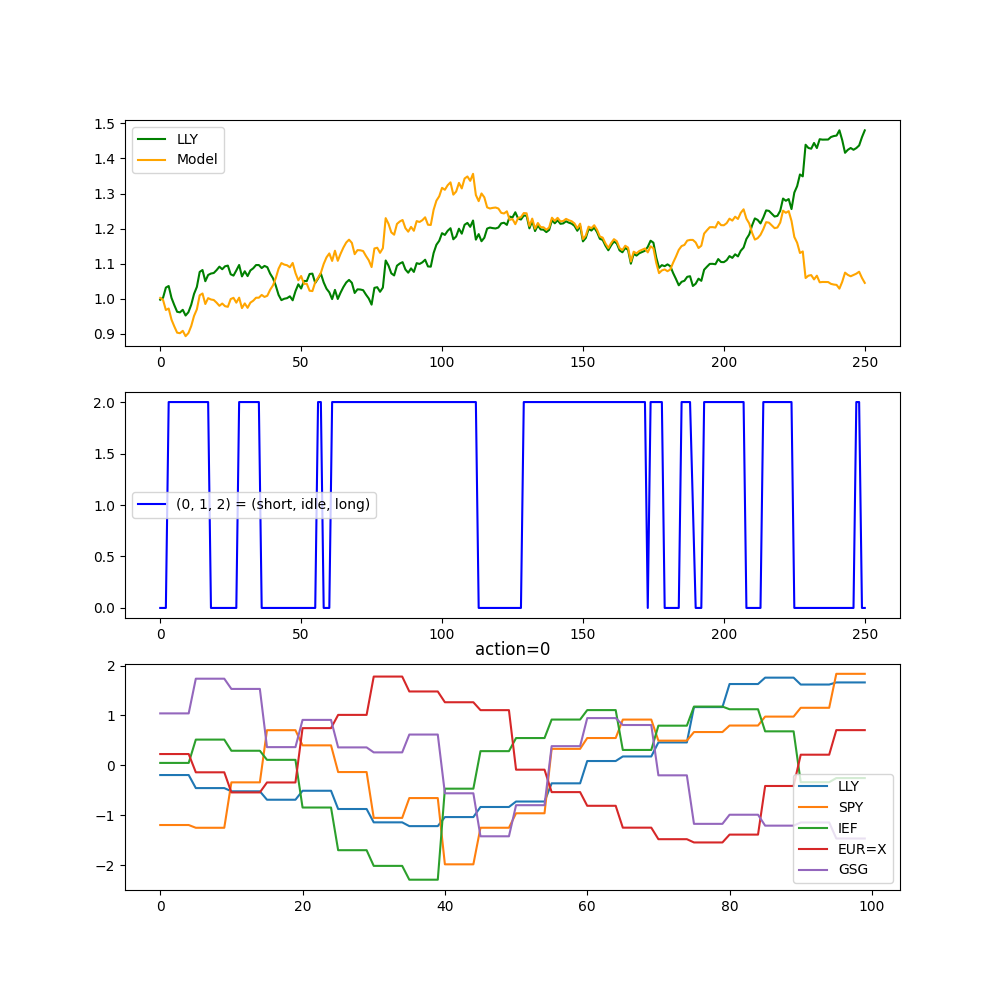 1.5
1.4
1.3
1.2
1.1
1.0
0.9
LLY
Model
0 50 100 150 200 250
2.0
1.5
1.0
0.5
0.0
(0, 1, 2) = (short, idle, long)
0 50 100 150 200 250
action=0
2
1
0
−1
−2
LLY
SPY
IEF
EUR=X
GSG
0 20 40 60 80 100